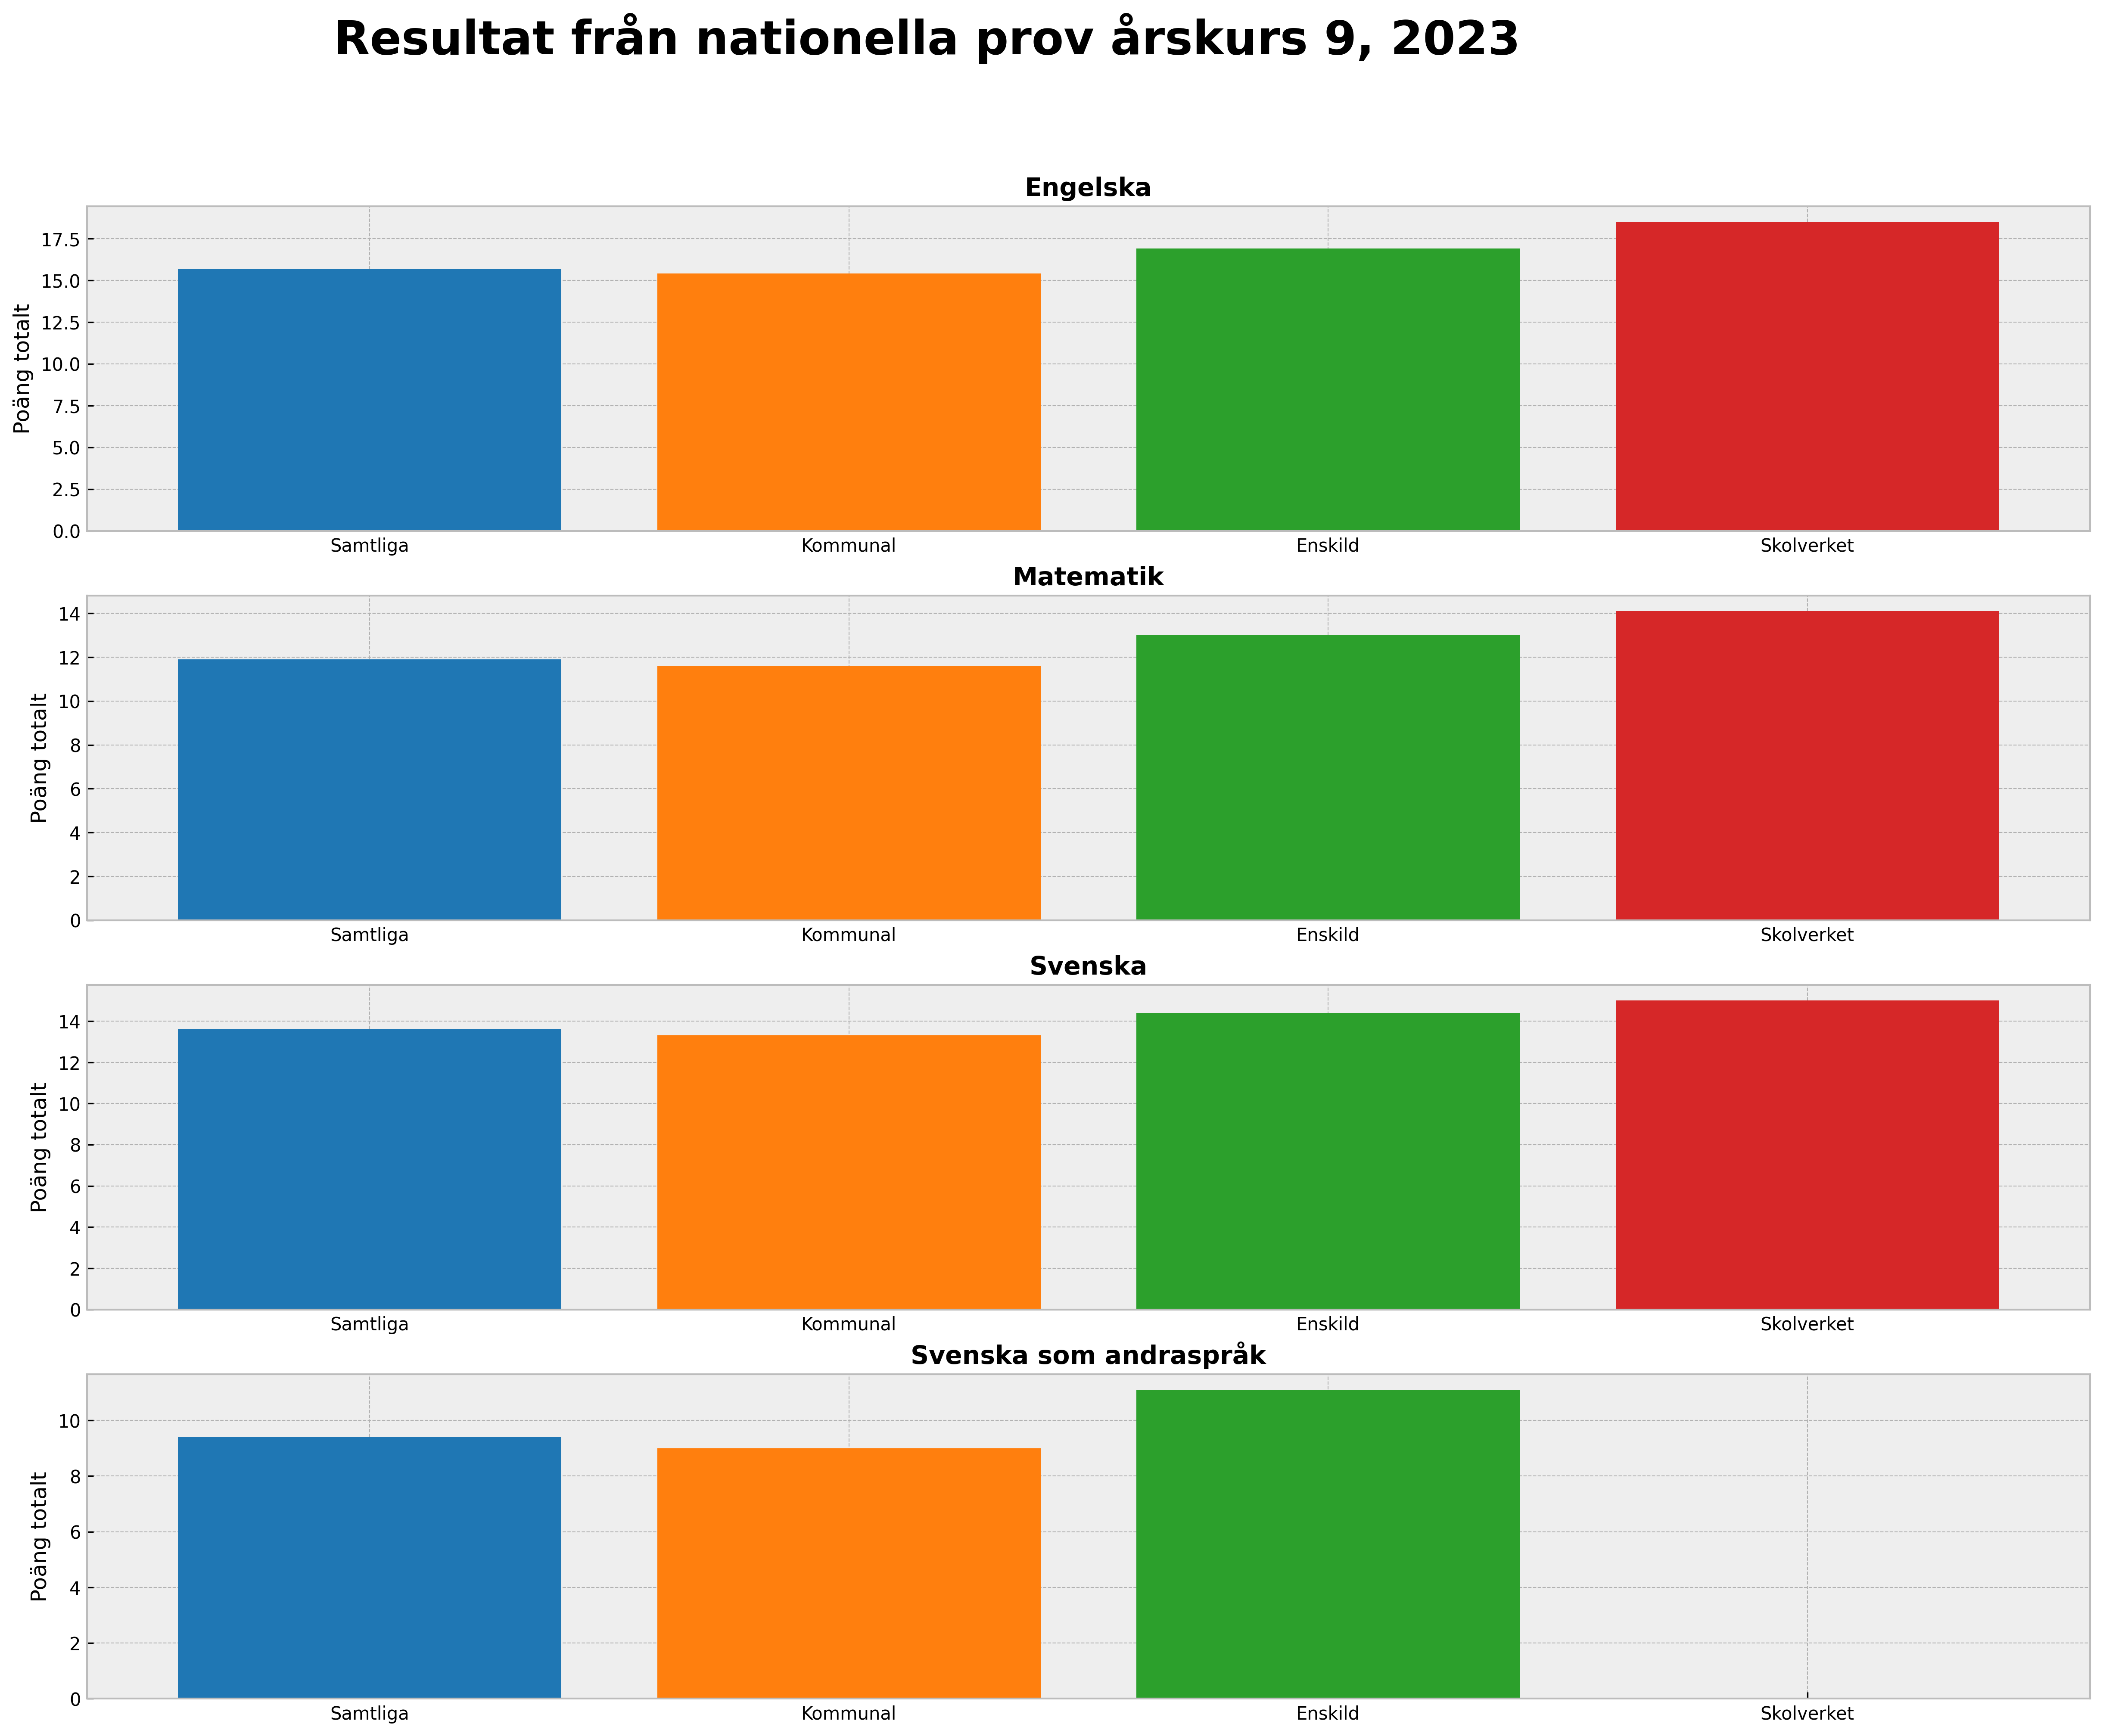 Resultat från nationella prov årskurs 9, 2023
Engelska
Poäng totalt
17.5
15.0
12.5
10.0
7.5
5.0
2.5
0.0
Samtliga Kommunal Enskild Skolverket
Matematik
Poäng totalt
14
12
10
8
6
4
2
0
Samtliga Kommunal Enskild Skolverket
Svenska
Poäng totalt
14
12
10
8
6
4
2
0
Samtliga Kommunal Enskild Skolverket
Svenska som andraspråk
Poäng totalt
10
8
6
4
2
0
Samtliga Kommunal Enskild Skolverket